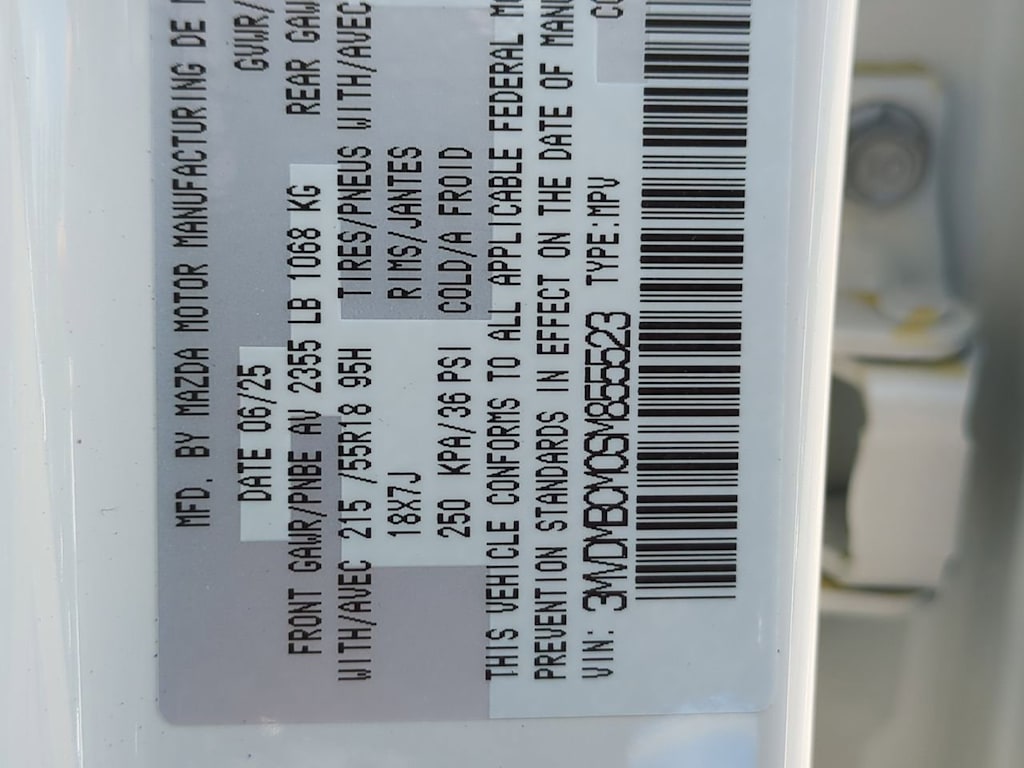 MFD. BY MAZDA MOTOR MANUFACTURING DE
DATE 06/25 GVWR/
FRONT GAWR/PNBE AV 2355 LB 1068 KG REAR GAW
WITH/AVEC 215 /55R18 95H TIRES/PNEUS WITH/AVEC
18X7J RIMS/JANTES
250 KPA/36 PSI COLD/A FROID
THIS VEHICLE CONFORMS TO ALL APPLICABLE FEDERAL MO
PREVENTION STANDARDS IN EFFECT ON THE DATE OF MANU
VIN: 3MVDMBCM0SM855523 TYPE:MPV CO